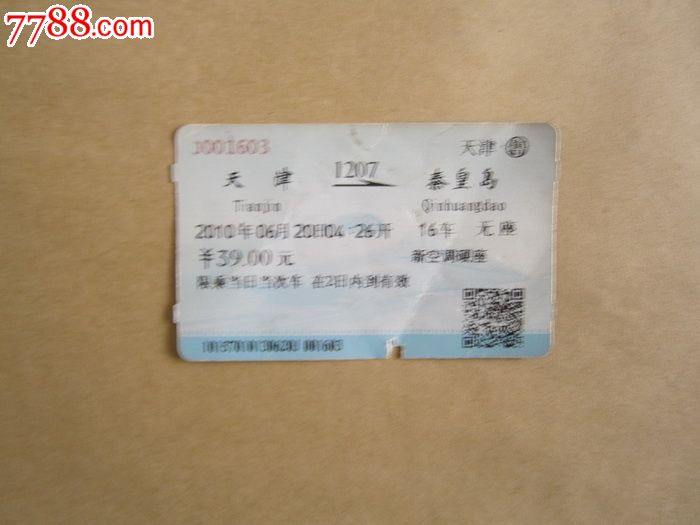 7788.com
J001603 天津 售
天津 1207 秦皇岛
Tianjin Qinhuangdao
2010年06月20日04:26开 16车 无座
￥39.00元 新空调硬座
限乘当日当次车 在2日内到有效
10137010130620J 001603